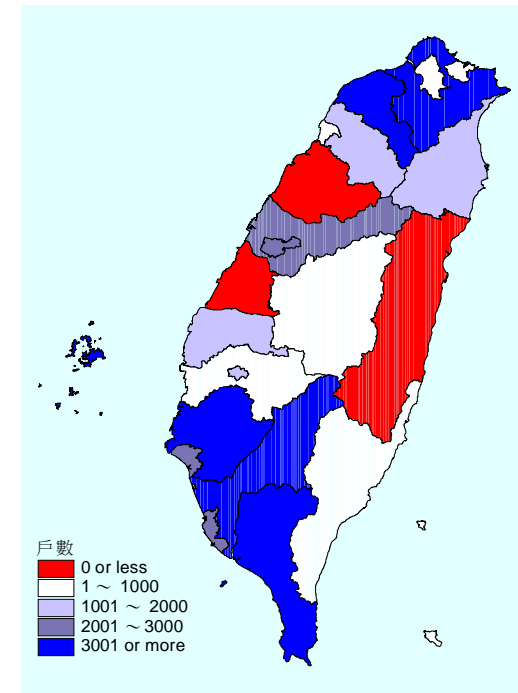 戶數
0 or less
1 ～ 1000
1001 ～ 2000
2001 ～ 3000
3001 or more